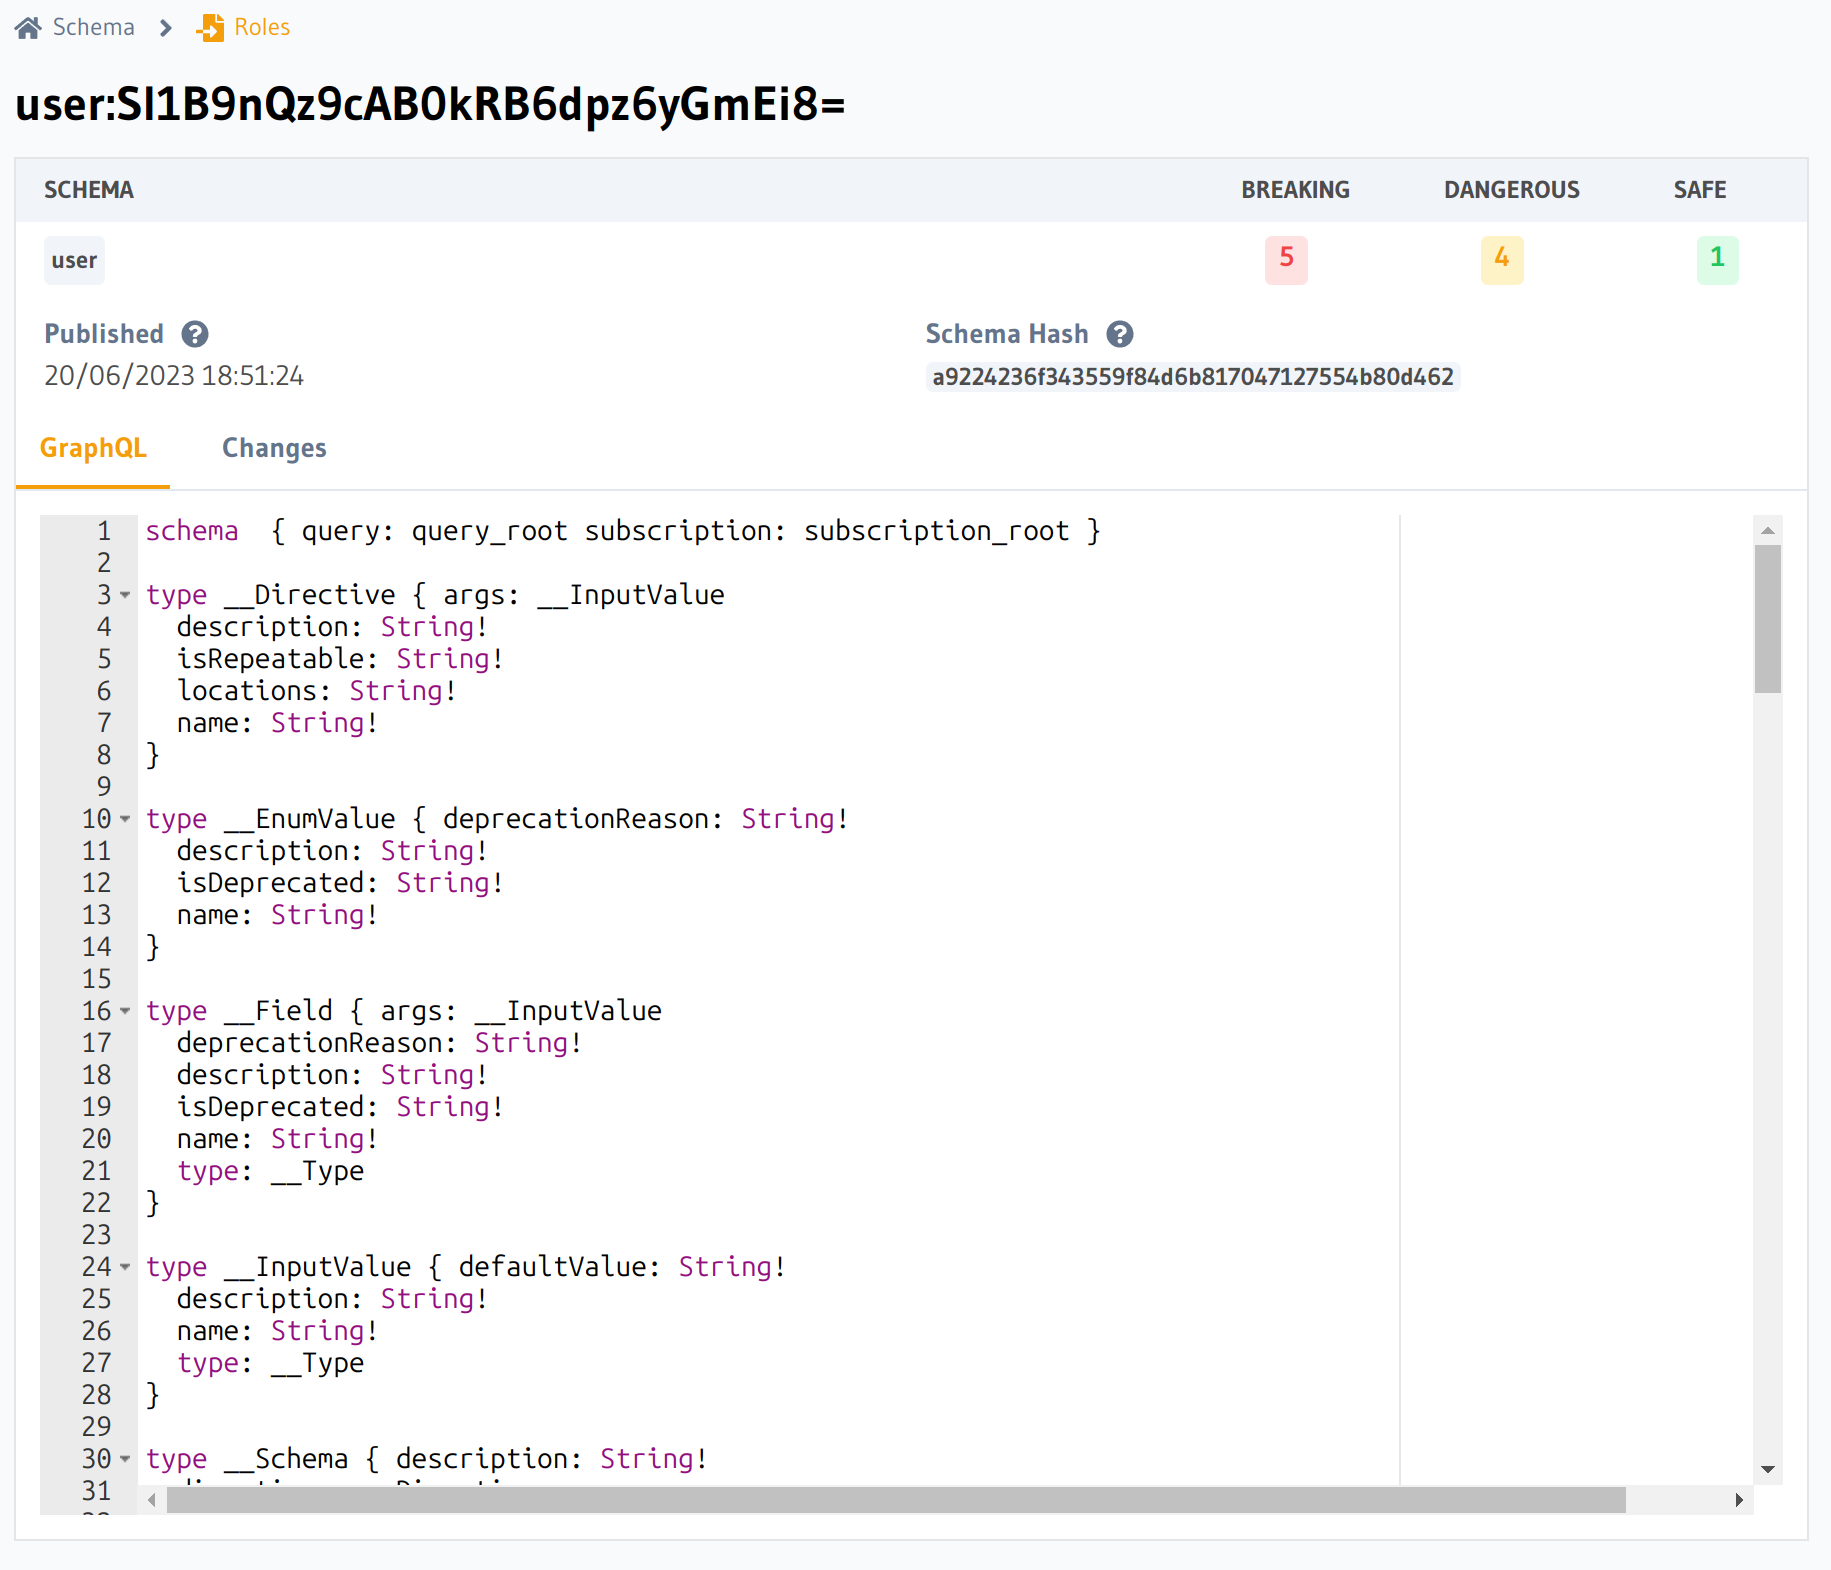 Schema Roles
user:SI1B9nQz9cAB0kRB6dpz6yGmEi8=
SCHEMA BREAKING DANGEROUS SAFE
user 5 4 1
Published ? Schema Hash ?
20/06/2023 18:51:24 a9224236f343559f84d6b817047127554b80d462
GraphQL Changes
1 schema  { query: query_root subscription: subscription_root }
2
3 type __Directive { args: __InputValue
4   description: String!
5   isRepeatable: String!
6   locations: String!
7   name: String!
8 }
9
10 type __EnumValue { deprecationReason: String!
11   description: String!
12   isDeprecated: String!
13   name: String!
14 }
15
16 type __Field { args: __InputValue
17   deprecationReason: String!
18   description: String!
19   isDeprecated: String!
20   name: String!
21   type: __Type
22 }
23
24 type __InputValue { defaultValue: String!
25   description: String!
26   name: String!
27   type: __Type
28 }
29
30 type __Schema { description: String!
31